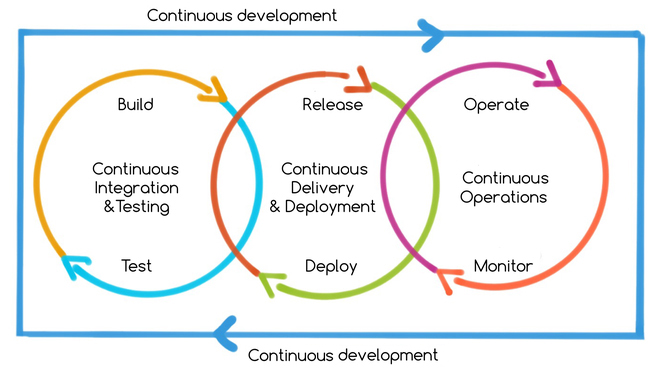 Continuous development
Build
Release
Operate
Continuous
Integration
&Testing
Continuous
Delivery
& Deployment
Continuous
Operations
Test
Deploy
Monitor
Continuous development